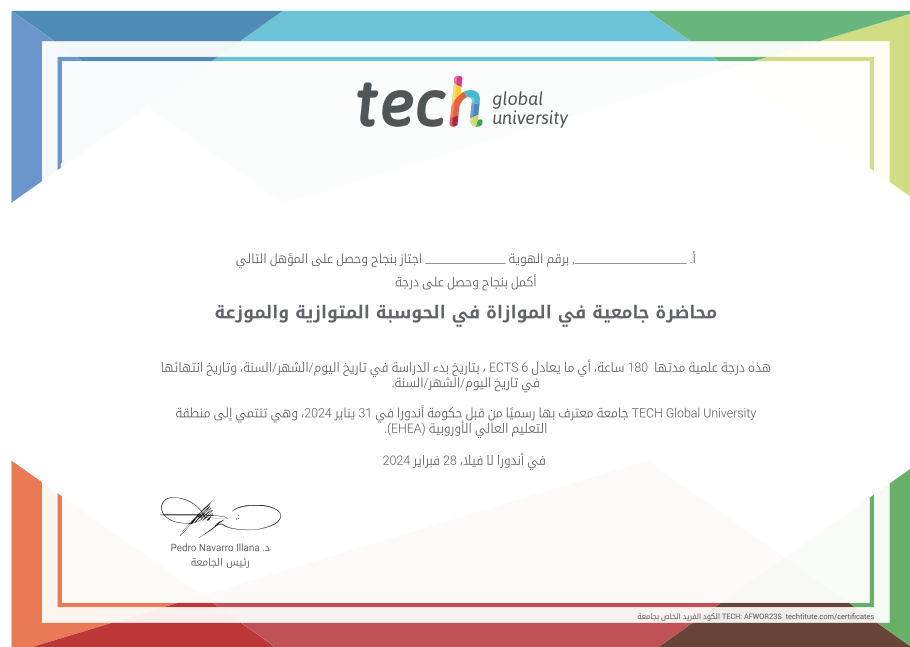 tech global
university
أ. ____________________, برقم الهوية ______________ اجتاز بنجاح وحصل على المؤهل التالي
أكمل بنجاح وحصل على درجة
محاضرة جامعية في الموازاة في الحوسبة المتوازية والموزعة
هذه درجة علمية مدتها 180 ساعة، أي ما يعادل 6 ECTS ، بتاريخ بدء الدراسة في تاريخ اليوم/الشهر/السنة، وتاريخ انتهائها
في تاريخ اليوم/الشهر/السنة.
TECH Global University جامعة معترف بها رسميًا من قبل حكومة أندورا في 31 يناير 2024، وهي تنتمي إلى منطقة
التعليم العالي الأوروبية (EHEA).
في أندورا لا فيلا، 28 فبراير 2024
د. Pedro Navarro Illana
رئيس الجامعة
الكود الفريد الخاص بجامعة TECH: AFWOR23S techtitute.com/certificates